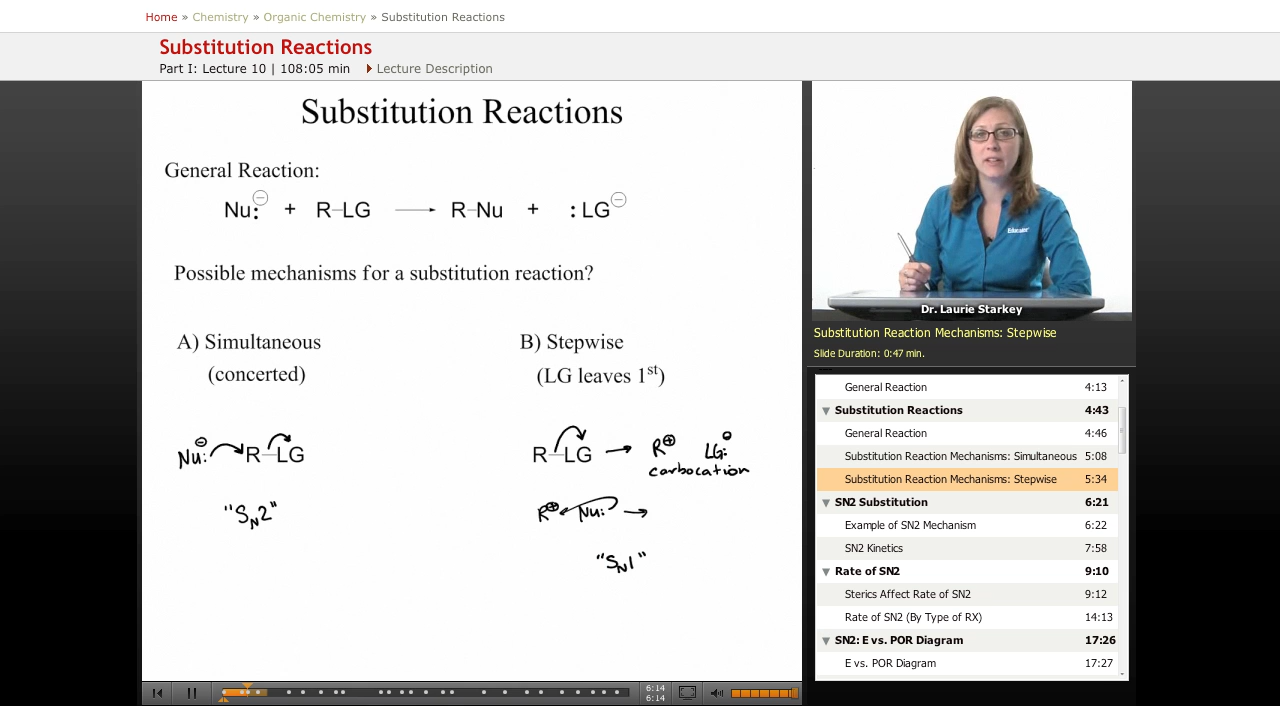 Home » Chemistry » Organic Chemistry » Substitution Reactions
Substitution Reactions
Part I: Lecture 10 | 108:05 min Lecture Description
Substitution Reactions
General Reaction:
Nu:⊖ + R–LG ⟶ R–Nu + :LG⊖
Possible mechanisms for a substitution reaction?
A) Simultaneous
(concerted)
Nu:⊖ R–LG
"SN2"
B) Stepwise
(LG leaves 1st)
R–LG → R⊕ LG:⊖
carbocation
R⊕ Nu: →
"SN1"
Educator
Dr. Laurie Starkey
Substitution Reaction Mechanisms: Stepwise
Slide Duration: 0:47 min.
General Reaction 4:13
Substitution Reactions 4:43
General Reaction 4:46
Substitution Reaction Mechanisms: Simultaneous 5:08
Substitution Reaction Mechanisms: Stepwise 5:34
SN2 Substitution 6:21
Example of SN2 Mechanism 6:22
SN2 Kinetics 7:58
Rate of SN2 9:10
Sterics Affect Rate of SN2 9:12
Rate of SN2 (By Type of RX) 14:13
SN2: E vs. POR Diagram 17:26
E vs. POR Diagram 17:27
6:14
6:14